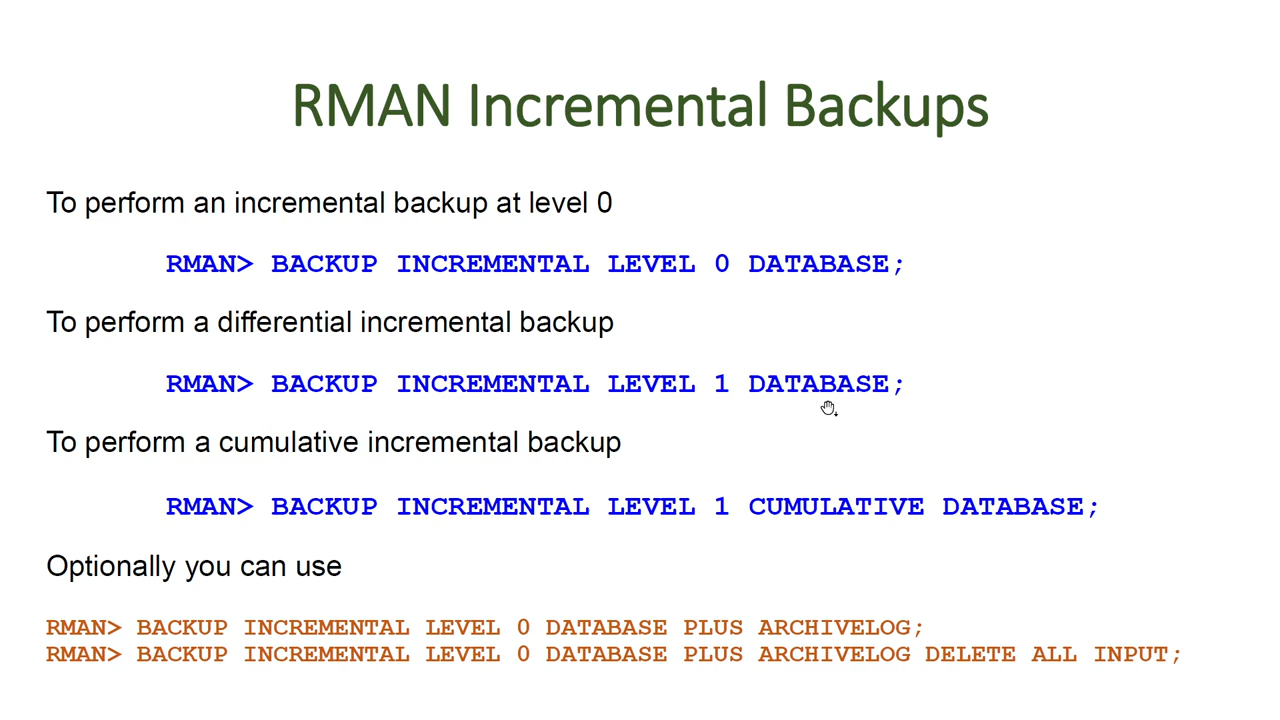 RMAN Incremental Backups
To perform an incremental backup at level 0
RMAN> BACKUP INCREMENTAL LEVEL 0 DATABASE;
To perform a differential incremental backup
RMAN> BACKUP INCREMENTAL LEVEL 1 DATABASE;
To perform a cumulative incremental backup
RMAN> BACKUP INCREMENTAL LEVEL 1 CUMULATIVE DATABASE;
Optionally you can use
RMAN> BACKUP INCREMENTAL LEVEL 0 DATABASE PLUS ARCHIVELOG;
RMAN> BACKUP INCREMENTAL LEVEL 0 DATABASE PLUS ARCHIVELOG DELETE ALL INPUT;